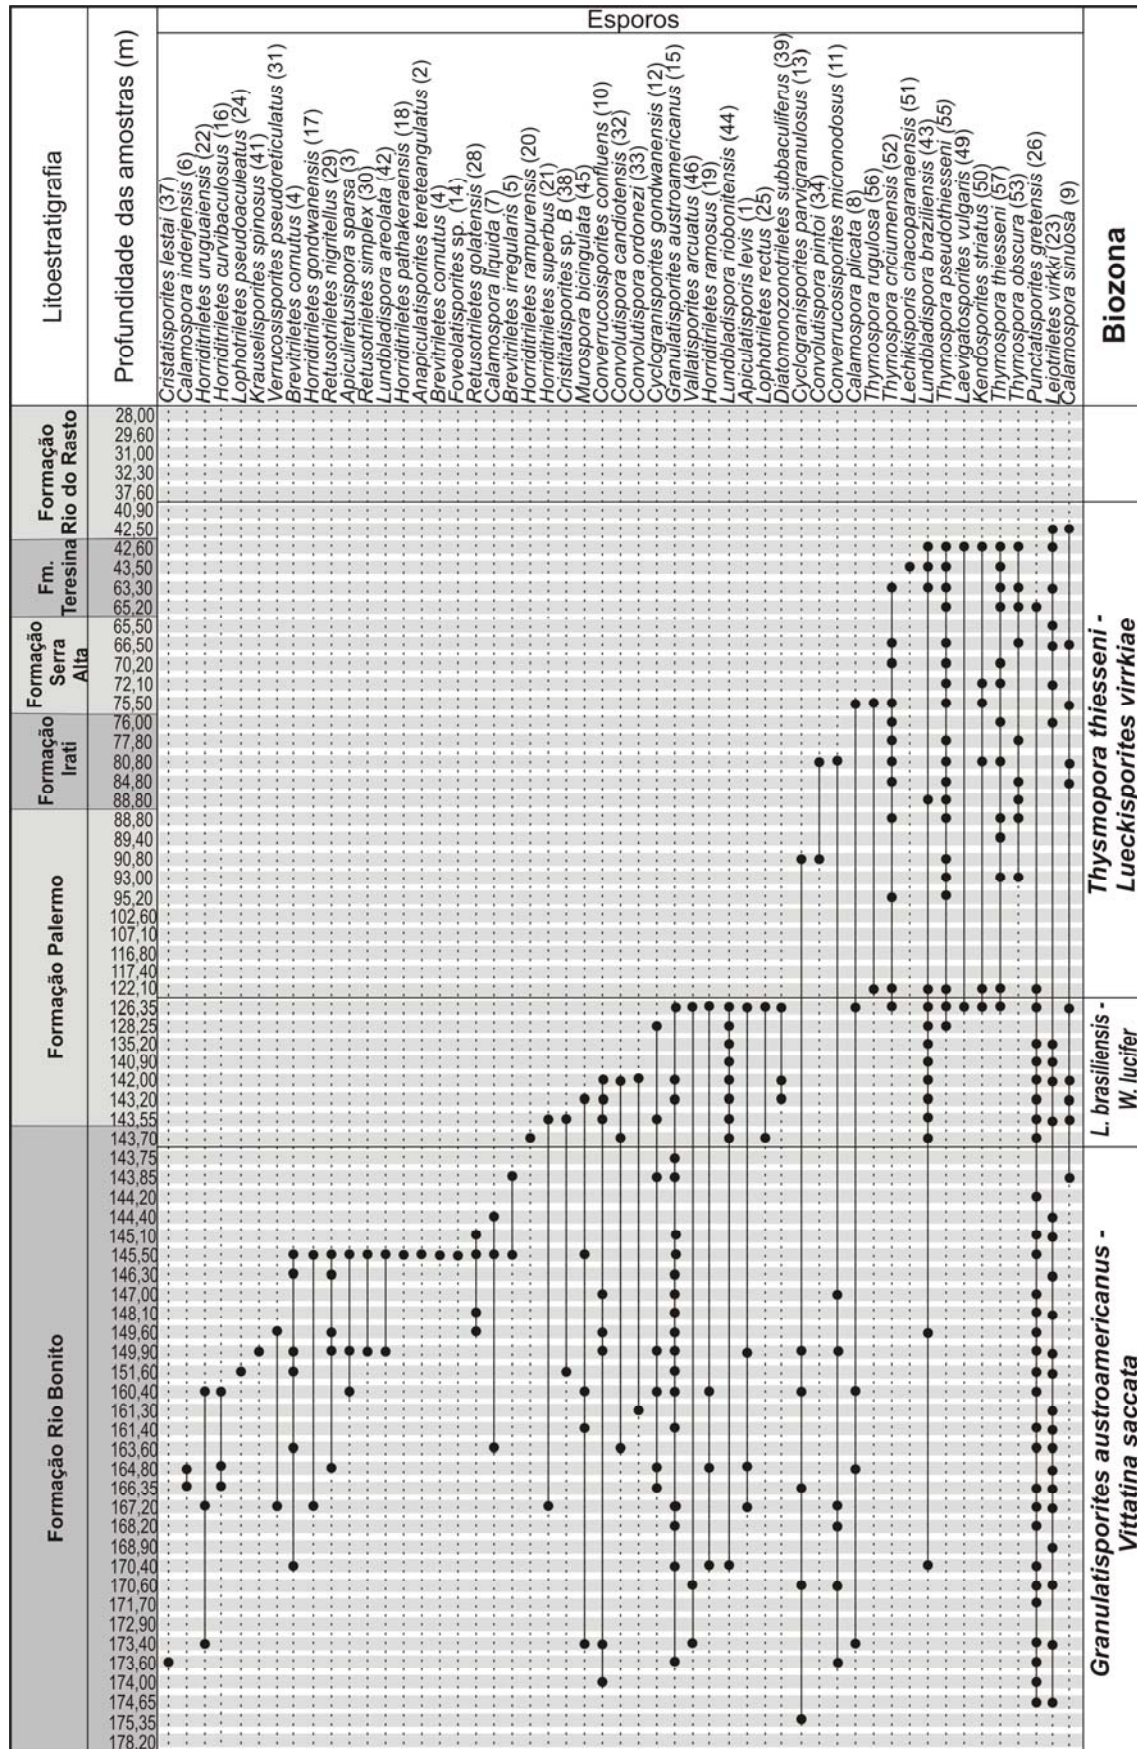 Esporos
Litoestratigrafia
Profundidade das amostras (m)
Cristatisporites lestai (37)
Calamospora inderjensis (6)
Horriditriletes uruguaiensis (22)
Horriditriletes curvibaculosus (16)
Lophotriletes pseudoaculeatus (24)
Krauselisporites spinosus (41)
Verrucosisporites pseudoreticulatus (31)
Brevitriletes cornutus (4)
Horriditriletes gondwanensis (17)
Retusotriletes nigritellus (29)
Apiculiretusispora sparsa (3)
Retusotriletes simplex (30)
Lundbladispora areolata (42)
Horriditriletes pathakeraensis (18)
Anapiculatisporites tereteangulatus (2)
Brevitriletes cornutus (4)
Foveolatisporites sp. (14)
Retusotriletes golatensis (28)
Calamospora liquida (7)
Brevitriletes irregularis (5)
Horriditriletes rampurensis (20)
Horriditriletes superbus (21)
Cristitatisporites sp. B (38)
Murospora bicingulata (45)
Converrucosisporites confluens (10)
Convolutispora candiotensis (32)
Convolutispora ordonezi (33)
Cyclogranisporites gondwanensis (12)
Granulatisporites austroamericanus (15)
Vallatisporites arcuatus (46)
Horriditriletes ramosus (19)
Lundbladispora riobonitensis (44)
Apiculatisporis levis (1)
Lophotriletes rectus (25)
Diatomonozonotriletes subbaculiferus (39)
Cyclogranisporites parvigranulosus (13)
Convolutispora pintoi (34)
Converrucosisporites micronodosus (11)
Calamospora plicata (8)
Thymospora rugulosa (56)
Thymospora criciumensis (52)
Lechikisporis chacoparanaensis (51)
Lundbladispora braziliensis (43)
Thymospora pseudothiesseni (55)
Laevigatosporites vulgaris (49)
Kendosporites striatus (50)
Thymospora thiesseni (57)
Thymospora obscura (53)
Punctatisporites gretensis (26)
Leiotriletes virkki (23)
Calamospora sinuosa (9)
Biozona
Formação
Rio do Rasto
28,00
29,60
31,00
32,30
37,60
40,90
42,50
Fm.
Teresina
42,60
43,50
63,30
65,20
Formação
Serra
Alta
65,50
66,50
70,20
72,10
75,50
Formação
Irati
76,00
77,80
80,80
84,80
88,80
Formação Palermo
88,80
89,40
90,80
93,00
95,20
102,60
107,10
116,80
117,40
122,10
126,35
128,25
135,20
140,90
142,00
143,20
143,55
Formação Rio Bonito
143,70
143,75
143,85
144,20
144,40
145,10
145,50
146,30
147,00
148,10
149,60
149,90
151,60
160,40
161,30
161,40
163,60
164,80
166,35
167,20
168,20
168,90
170,40
170,60
171,70
172,90
173,40
173,60
174,00
174,65
175,35
178,20
Thysmopora thiesseni -
Lueckisporites virrkiae
L. brasiliensis -
W. lucifer
Granulatisporites austroamericanus -
Vittatina saccata